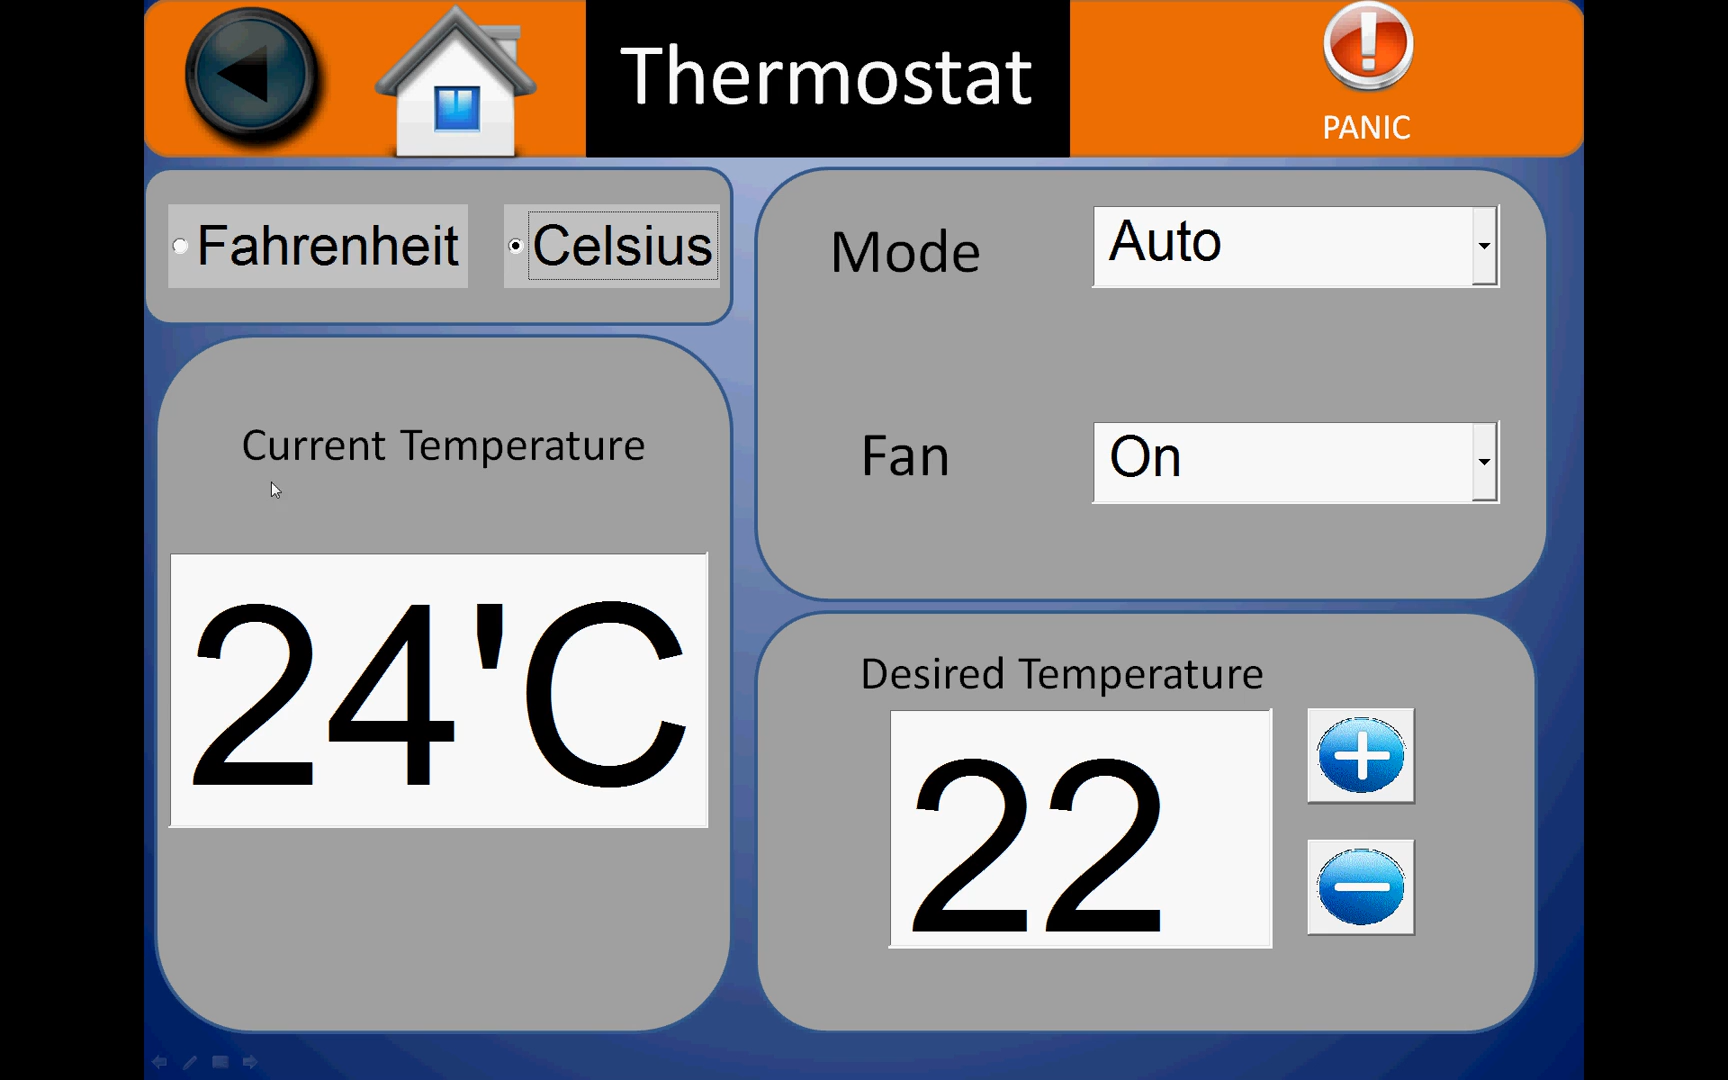 Thermostat
PANIC
Fahrenheit
Celsius
Mode
Auto
Fan
On
Current Temperature
24'C
Desired Temperature
22